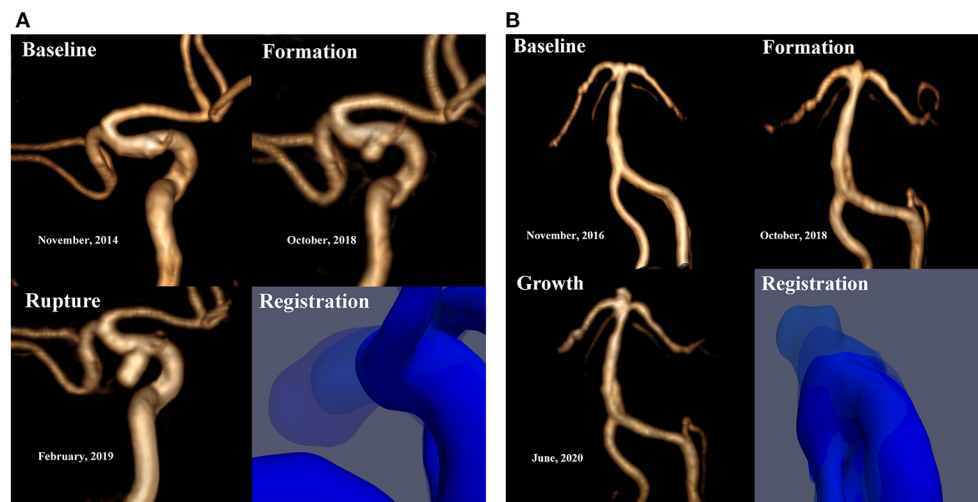 A
Baseline
November, 2014
Formation
October, 2018
Rupture
February, 2019
Registration
B
Baseline
November, 2016
Formation
October, 2018
Growth
June, 2020
Registration